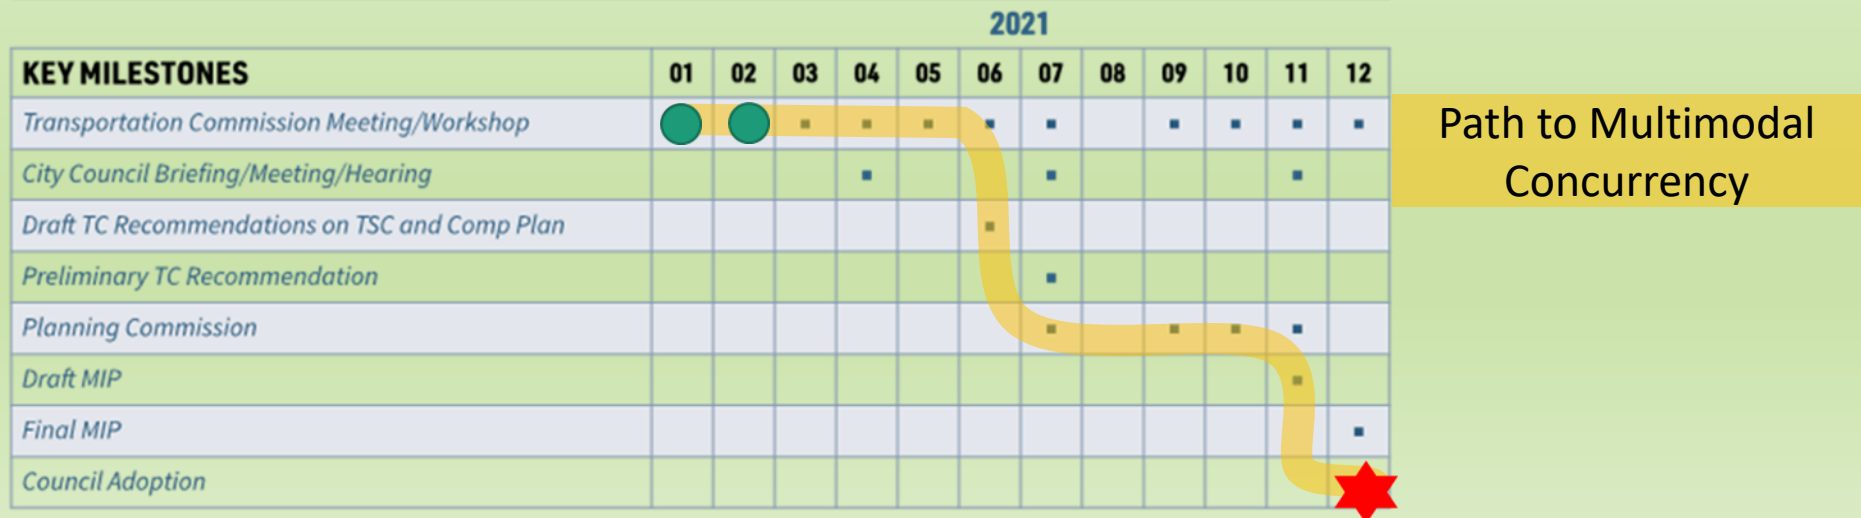 2021
KEY MILESTONES 01 02 03 04 05 06 07 08 09 10 11 12
Transportation Commission Meeting/Workshop
City Council Briefing/Meeting/Hearing
Draft TC Recommendations on TSC and Comp Plan
Preliminary TC Recommendation
Planning Commission
Draft MIP
Final MIP
Council Adoption
Path to Multimodal
Concurrency